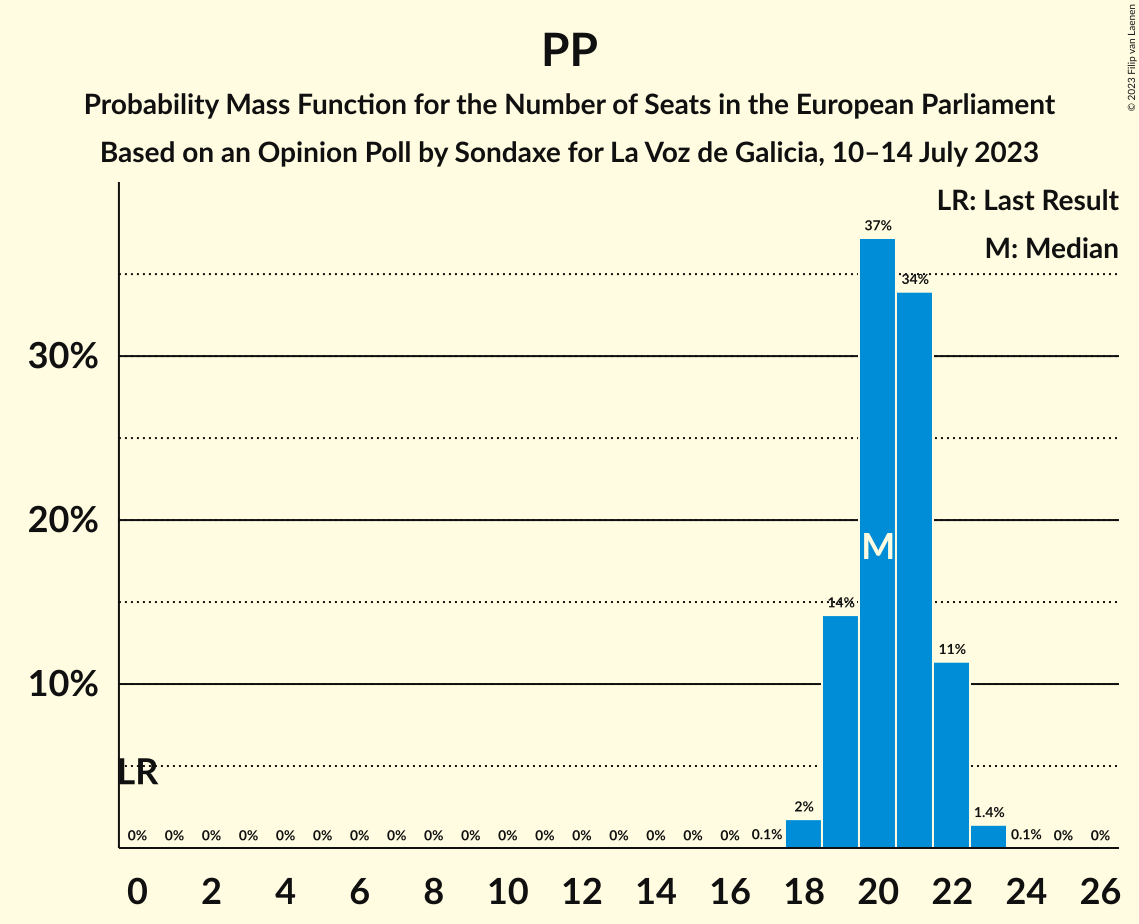 © 2023 Filip van Laenen
PP
Probability Mass Function for the Number of Seats in the European Parliament
Based on an Opinion Poll by Sondaxe for La Voz de Galicia, 10–14 July 2023
LR: Last Result
M: Median
37%
34%
30%
20%
M
14%
11%
10%
LR
2%
1.4%
0% 0% 0% 0% 0% 0% 0% 0% 0% 0% 0% 0% 0% 0% 0% 0% 0% 0.1% 0.1% 0% 0%
0 2 4 6 8 10 12 14 16 18 20 22 24 26